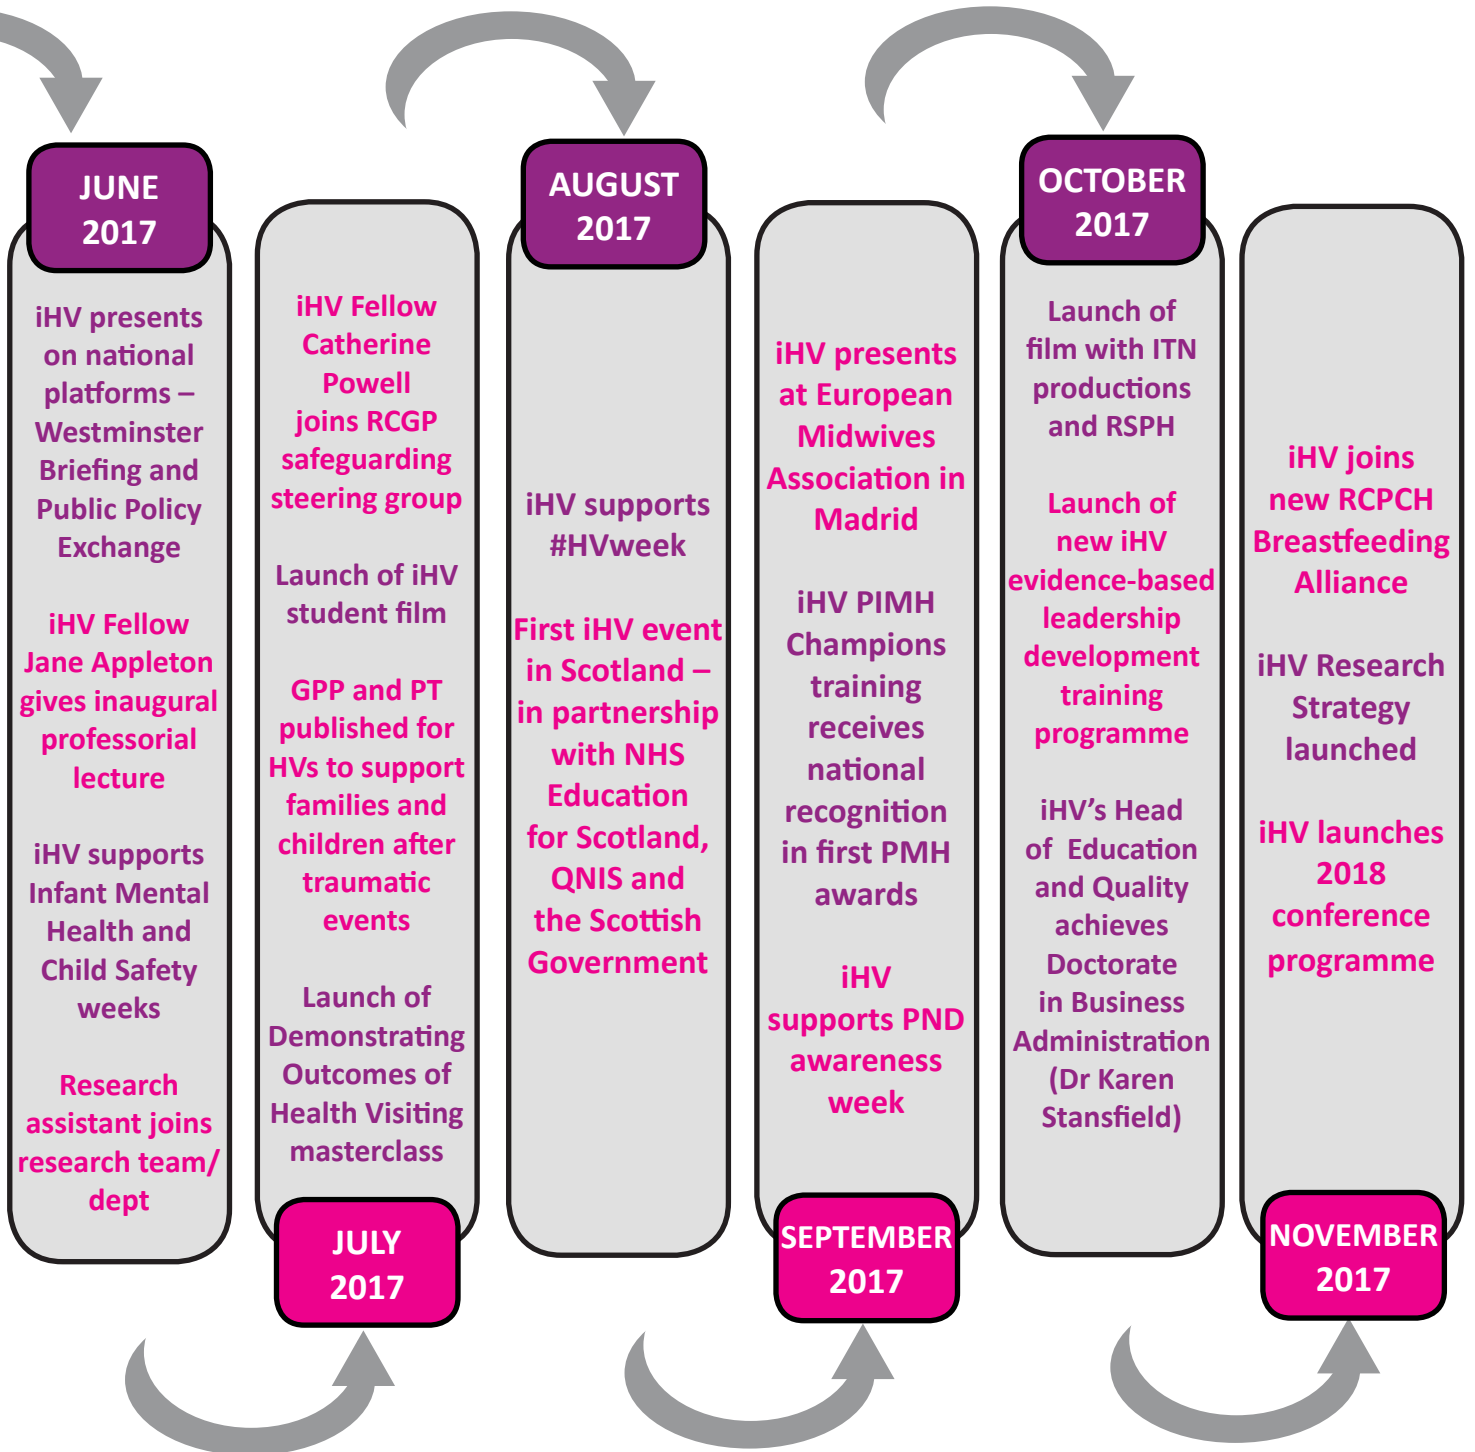 JUNE
2017
iHV presents
on national
platforms –
Westminster
Briefing and
Public Policy
Exchange
iHV Fellow
Jane Appleton
gives inaugural
professorial
lecture
iHV supports
Infant Mental
Health and
Child Safety
weeks
Research
assistant joins
research team/
dept
iHV Fellow
Catherine
Powell
joins RCGP
safeguarding
steering group
Launch of iHV
student film
GPP and PT
published for
HVs to support
families and
children after
traumatic
events
Launch of
Demonstrating
Outcomes of
Health Visiting
masterclass
JULY
2017
AUGUST
2017
iHV supports
#HVweek
First iHV event
in Scotland –
in partnership
with NHS
Education
for Scotland,
QNIS and
the Scottish
Government
iHV presents
at European
Midwives
Association in
Madrid
iHV PIMH
Champions
training
receives
national
recognition
in first PMH
awards
iHV
supports PND
awareness
week
SEPTEMBER
2017
OCTOBER
2017
Launch of
film with ITN
productions
and RSPH
Launch of
new iHV
evidence-based
leadership
development
training
programme
iHV’s Head
of Education
and Quality
achieves
Doctorate
in Business
Administration
(Dr Karen
Stansfield)
iHV joins
new RCPCH
Breastfeeding
Alliance
iHV Research
Strategy
launched
iHV launches
2018
conference
programme
NOVEMBER
2017